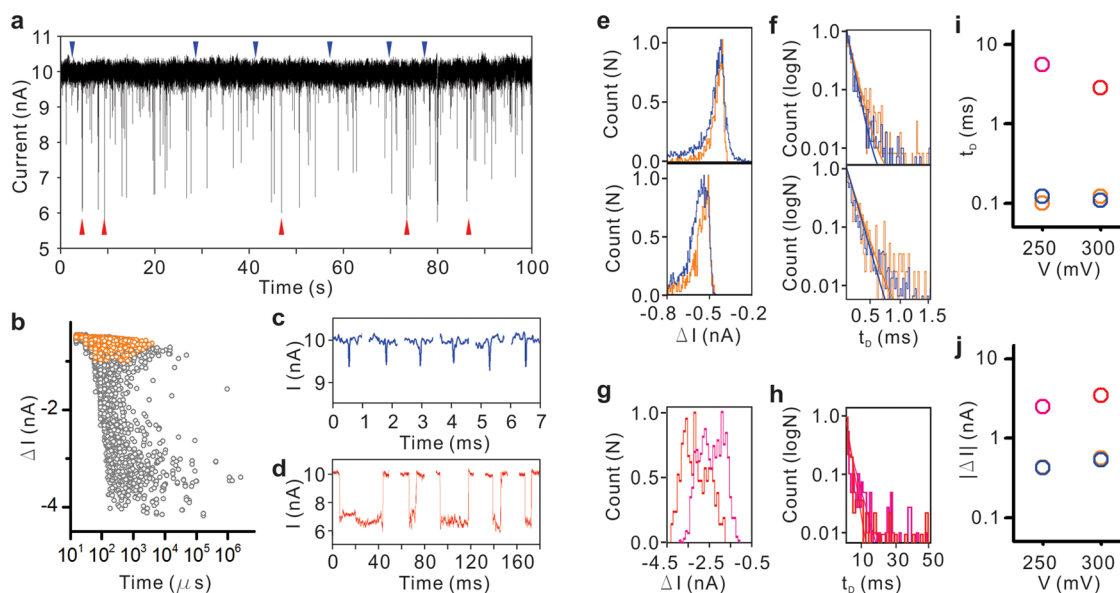 a
11
10
9
8
7
6
5
Current (nA)
0 20 40 60 80 100
Time (s)
b
-2
-4
Δ I (nA)
10¹ 10² 10³ 10⁴ 10⁵ 10⁶
Time (μs)
c
10
9
I (nA)
0 1 2 3 4 5 6 7
Time (ms)
d
10
8
6
I (nA)
0 40 80 120 160
Time (ms)
e
1.0
0.5
0.0
Count (N)
1.0
0.5
0.0
Count (N)
-0.8 -0.5 -0.2
Δ I (nA)
f
1.0
0.1
0.01
Count (logN)
1.0
0.1
0.01
Count (logN)
0.5 1.0 1.5
t_D (ms)
g
1.0
0.5
0.0
Count (N)
-4.5 -2.5 -0.5
Δ I (nA)
h
1.0
0.1
0.01
Count (logN)
10 30 50
t_D (ms)
i
10
1
0.1
t_D (ms)
250 300
V (mV)
j
10
1
0.1
|Δ I| (nA)
250 300
V (mV)